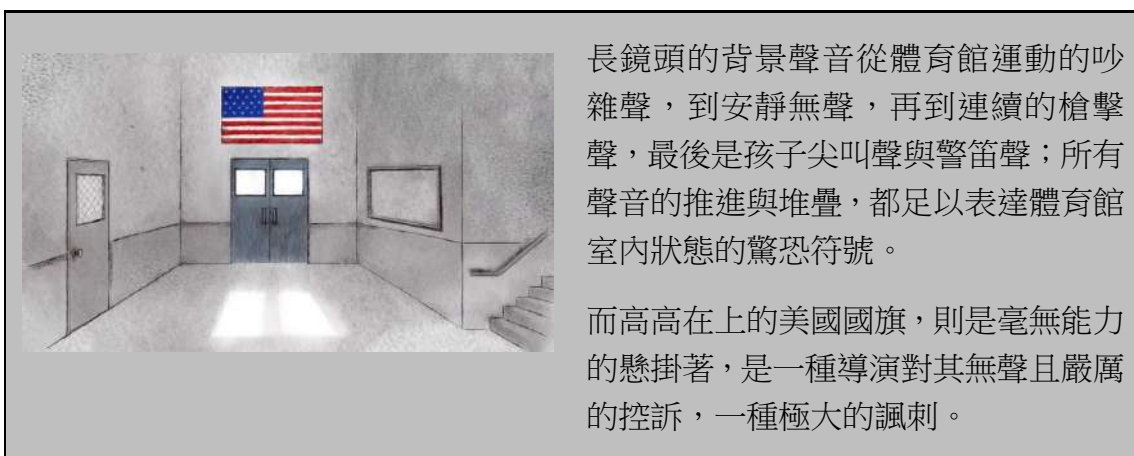 長鏡頭的背景聲音從體育館運動的吵
雜聲，到安靜無聲，再到連續的槍擊
聲，最後是孩子尖叫聲與警笛聲；所有
聲音的推進與堆疊，都足以表達體育館
室內狀態的驚恐符號。
而高高在上的美國國旗，則是毫無能力
的懸掛著，是一種導演對其無聲且嚴厲
的控訴，一種極大的諷刺。